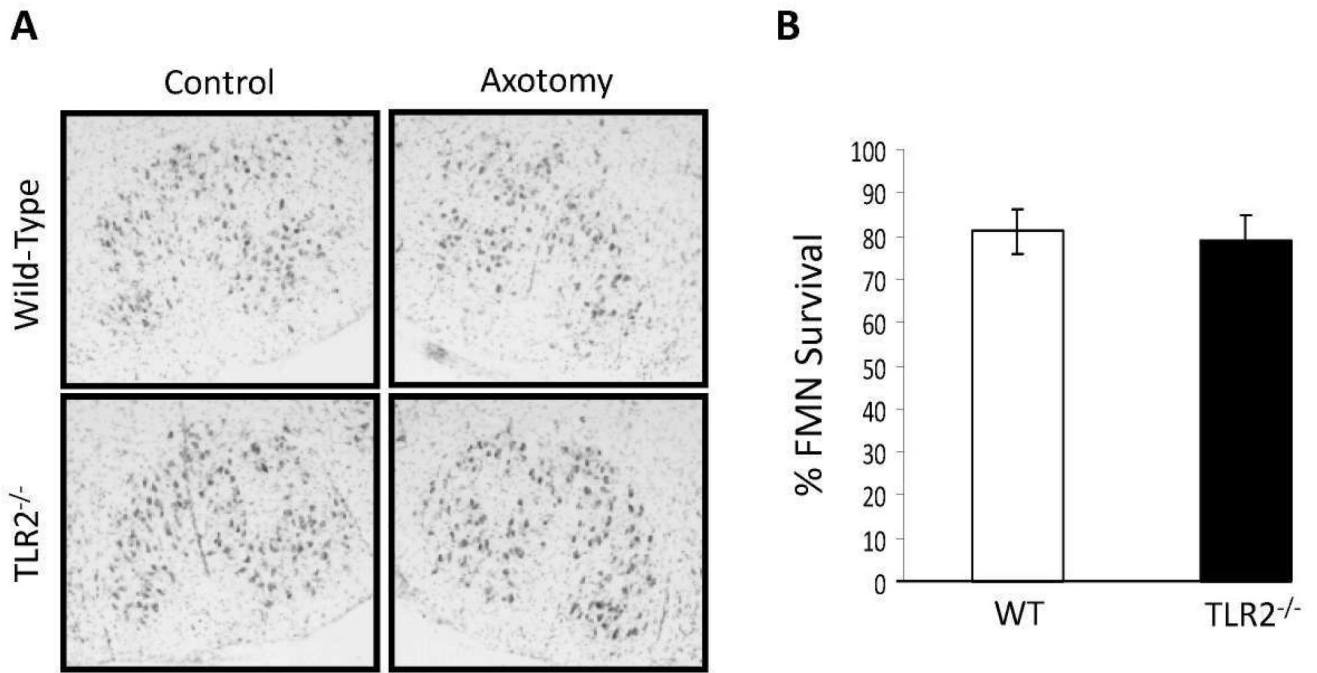 A
Control
Axotomy
Wild-Type
TLR2-/-
B
% FMN Survival
100
90
80
70
60
50
40
30
20
10
0
WT
TLR2-/-